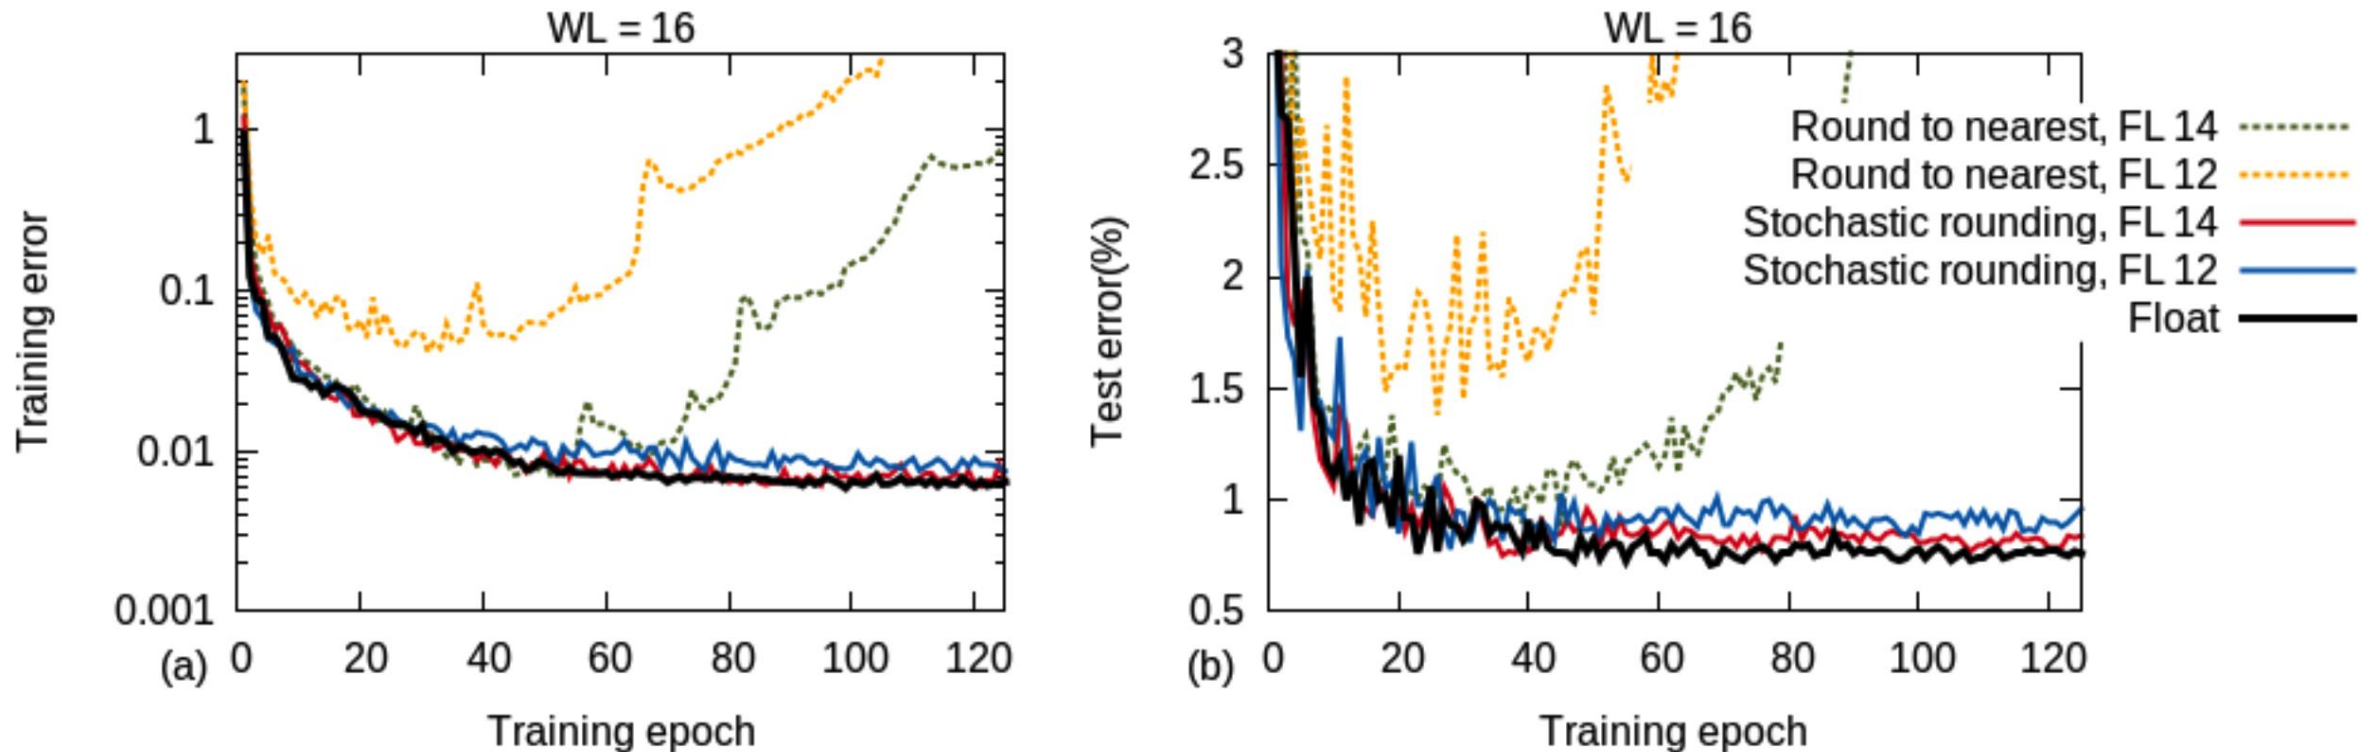 WL = 16
Training error
1
0.1
0.01
0.001
(a) 0 20 40 60 80 100 120
Training epoch
WL = 16
Test error(%)
3
2.5
2
1.5
1
0.5
Round to nearest, FL 14
Round to nearest, FL 12
Stochastic rounding, FL 14
Stochastic rounding, FL 12
Float
(b) 0 20 40 60 80 100 120
Training epoch